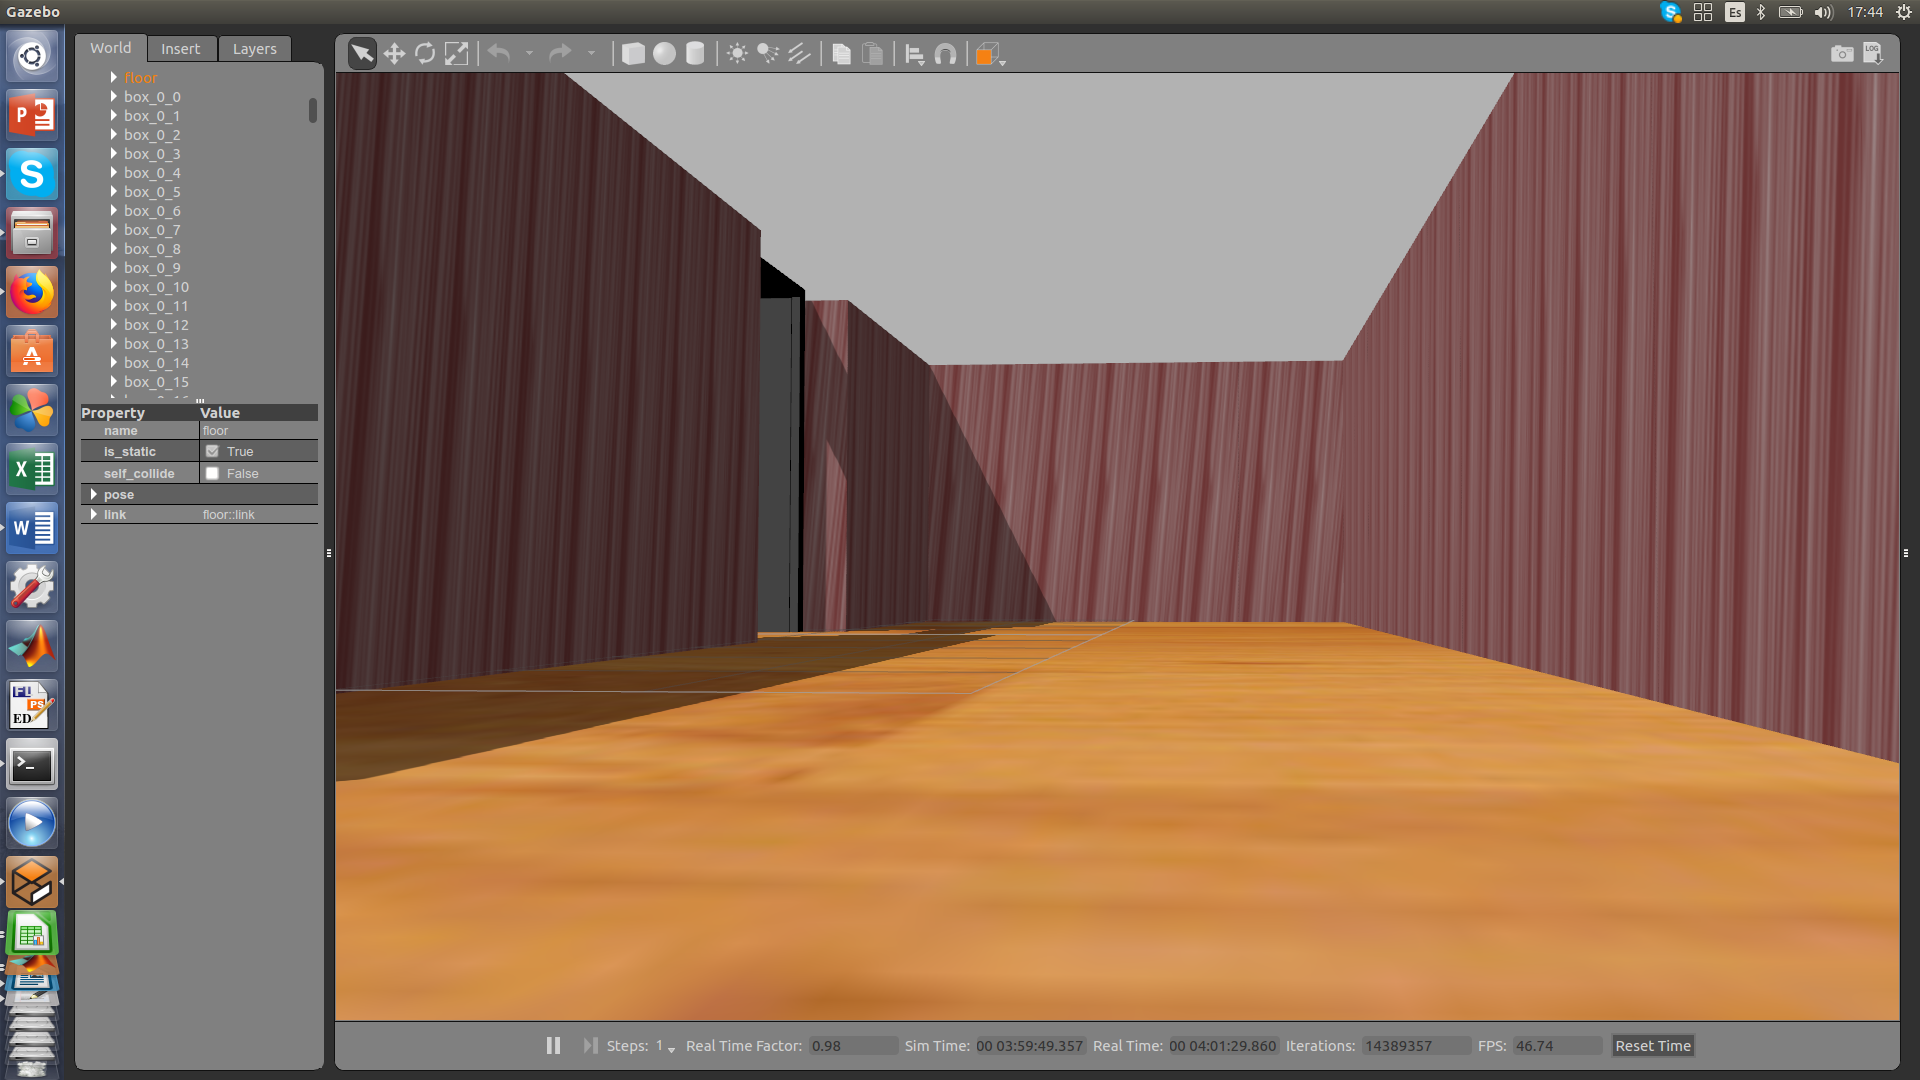 Gazebo
Es
17:44
World
Insert
Layers
LOG
floor
box_0_0
box_0_1
box_0_2
box_0_3
box_0_4
box_0_5
box_0_6
box_0_7
box_0_8
box_0_9
box_0_10
box_0_11
box_0_12
box_0_13
box_0_14
box_0_15
Property Value
name floor
is_static True
self_collide False
pose
link floor::link
Steps: 1 Real Time Factor: 0.98 Sim Time: 00 03:59:49.357 Real Time: 00 04:01:29.860 Iterations: 14389357 FPS: 46.74 Reset Time